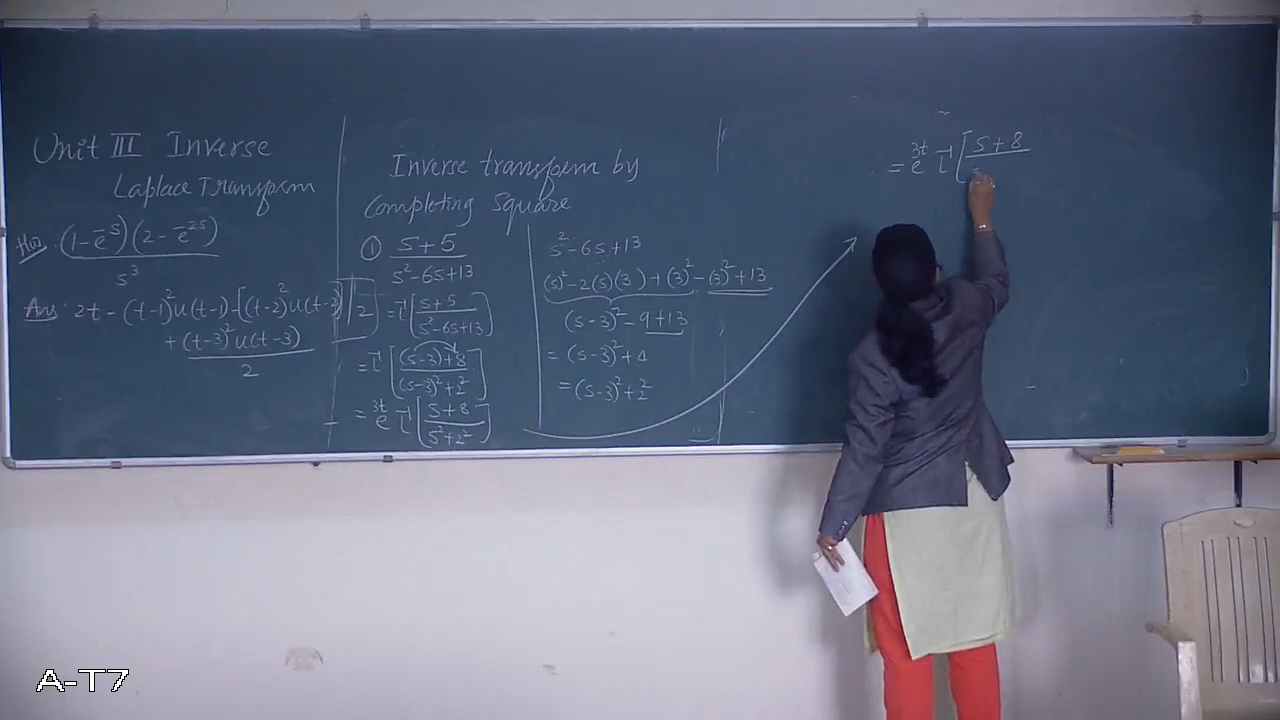 Unit III Inverse
Laplace Transform
Hw (1-e^-s)(2-e^-2s)
s^3
Ans: 2t - (t-1)^2 u(t-1) - [(t-2)^2 u(t-2)] / 2
+ (t-3)^2 u(t-3)
2
Inverse transform by
Completing Square
① s+5
s^2-6s+13
= L^-1 [ s+5 / s^2-6s+13 ]
= L^-1 [ (s-3)+8 / (s-3)^2+2^2 ]
= e^3t L^-1 [ s+8 / s^2+2^2 ]
s^2-6s+13
(s)^2-2(s)(3)+(3)^2-(3)^2+13
(s-3)^2-9+13
= (s-3)^2+4
= (s-3)^2+2^2
= e^3t L^-1 [ s+8
A-T7